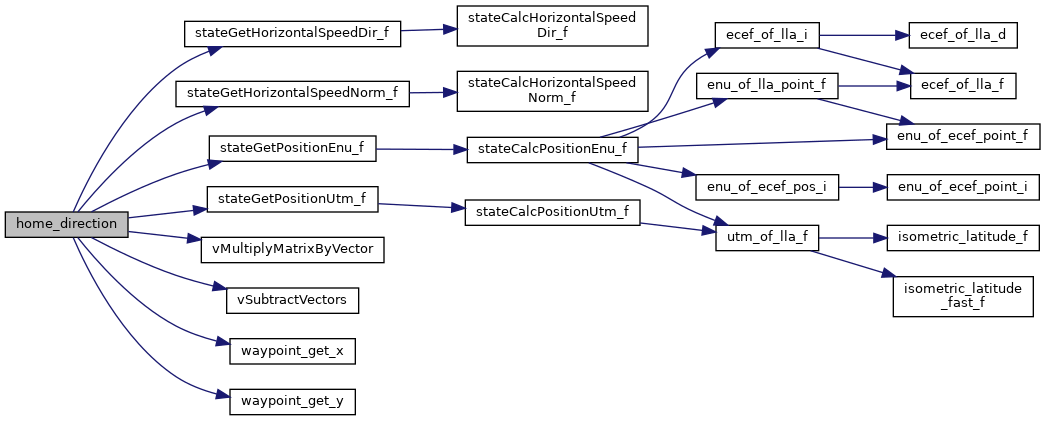 home_direction
stateGetHorizontalSpeedDir_f
stateGetHorizontalSpeedNorm_f
stateGetPositionEnu_f
stateGetPositionUtm_f
vMultiplyMatrixByVector
vSubtractVectors
waypoint_get_x
waypoint_get_y
stateCalcHorizontalSpeed
Dir_f
stateCalcHorizontalSpeed
Norm_f
stateCalcPositionEnu_f
stateCalcPositionUtm_f
ecef_of_lla_i
enu_of_lla_point_f
enu_of_ecef_pos_i
utm_of_lla_f
ecef_of_lla_d
ecef_of_lla_f
enu_of_ecef_point_f
enu_of_ecef_point_i
isometric_latitude_f
isometric_latitude
_fast_f